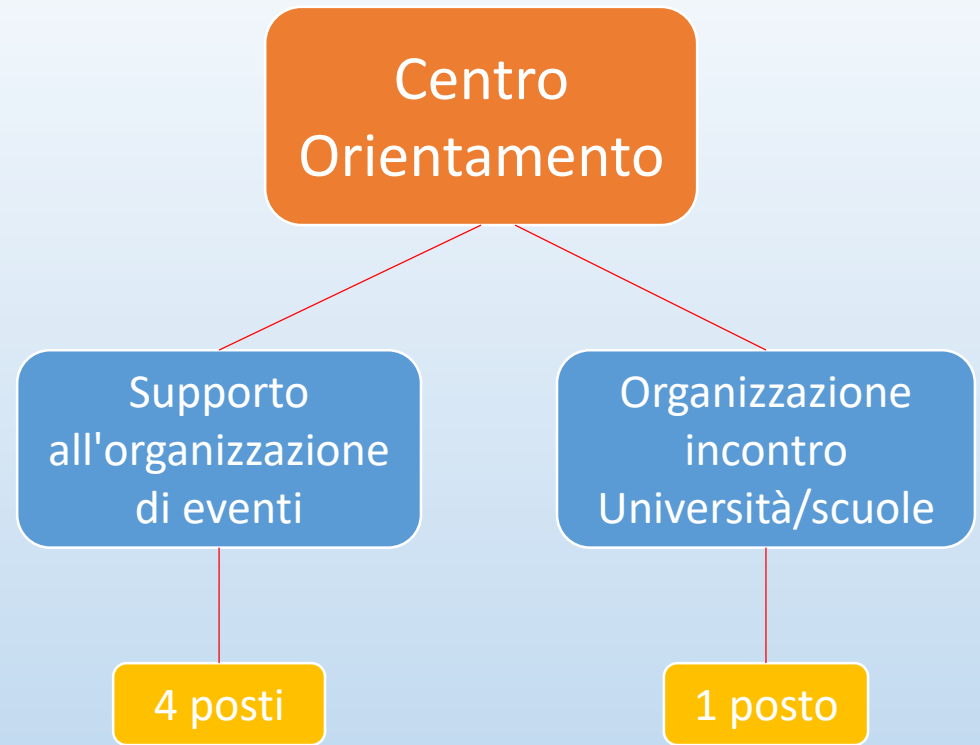 Centro
Orientamento
Supporto
all'organizzazione
di eventi
Organizzazione
incontro
Università/scuole
4 posti
1 posto